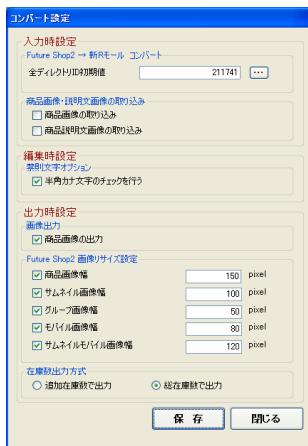 コンバート設定
入力時設定
Future Shop2 → 新Rモール コンバート
全ディレクトリID初期値 211741 ...
商品画像・説明文画像の取り込み
商品画像の取り込み
商品説明文画像の取り込み
編集時設定
禁則文字オプション
半角カナ文字のチェックを行う
出力時設定
画像出力
商品画像の出力
Future Shop2 画像リサイズ設定
商品画像幅 150 pixel
サムネイル画像幅 100 pixel
グループ画像幅 50 pixel
モバイル画像幅 80 pixel
サムネイルモバイル画像幅 120 pixel
在庫数出力方式
追加在庫数で出力 総在庫数で出力
保 存 閉じる